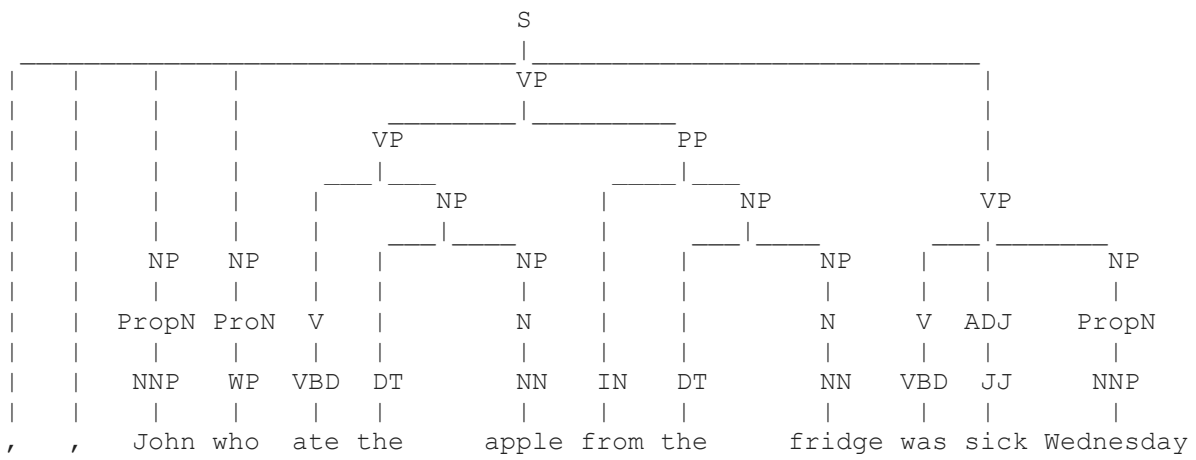 S
VP
VP PP
NP NP VP
NP NP NP NP NP
PropN ProN V N N V ADJ PropN
NNP WP VBD DT NN IN DT NN VBD JJ NNP
, , John who ate the apple from the fridge was sick Wednesday